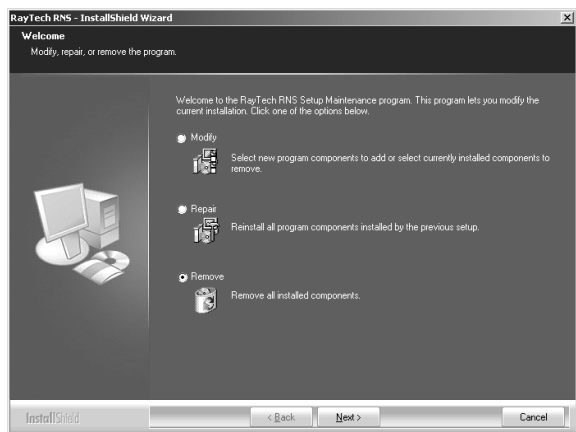 RayTech RNS - InstallShield Wizard
Welcome
Modify, repair, or remove the program.
Welcome to the RayTech RNS Setup Maintenance program. This program lets you modify the
current installation. Click one of the options below.
Modify
Select new program components to add or select currently installed components to
remove.
Repair
Reinstall all program components installed by the previous setup.
Remove
Remove all installed components.
InstallShield
< Back
Next >
Cancel